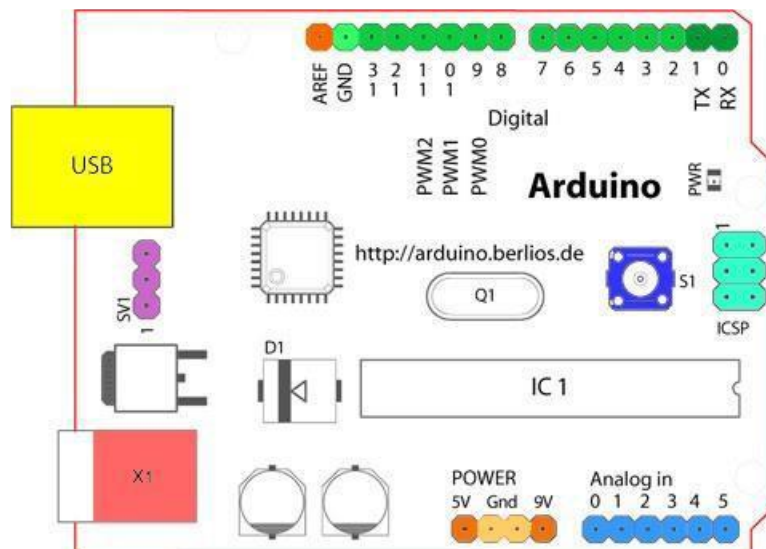 AREF
GND
13
12
11
10
9
8
7
6
5
4
3
2
TX 1
RX 0
Digital
PWM2
PWM1
PWM0
Arduino
PWR
USB
http://arduino.berlios.de
1
SV1
1
Q1
S1
ICSP
D1
IC 1
X1
POWER
5V Gnd 9V
Analog in
0 1 2 3 4 5